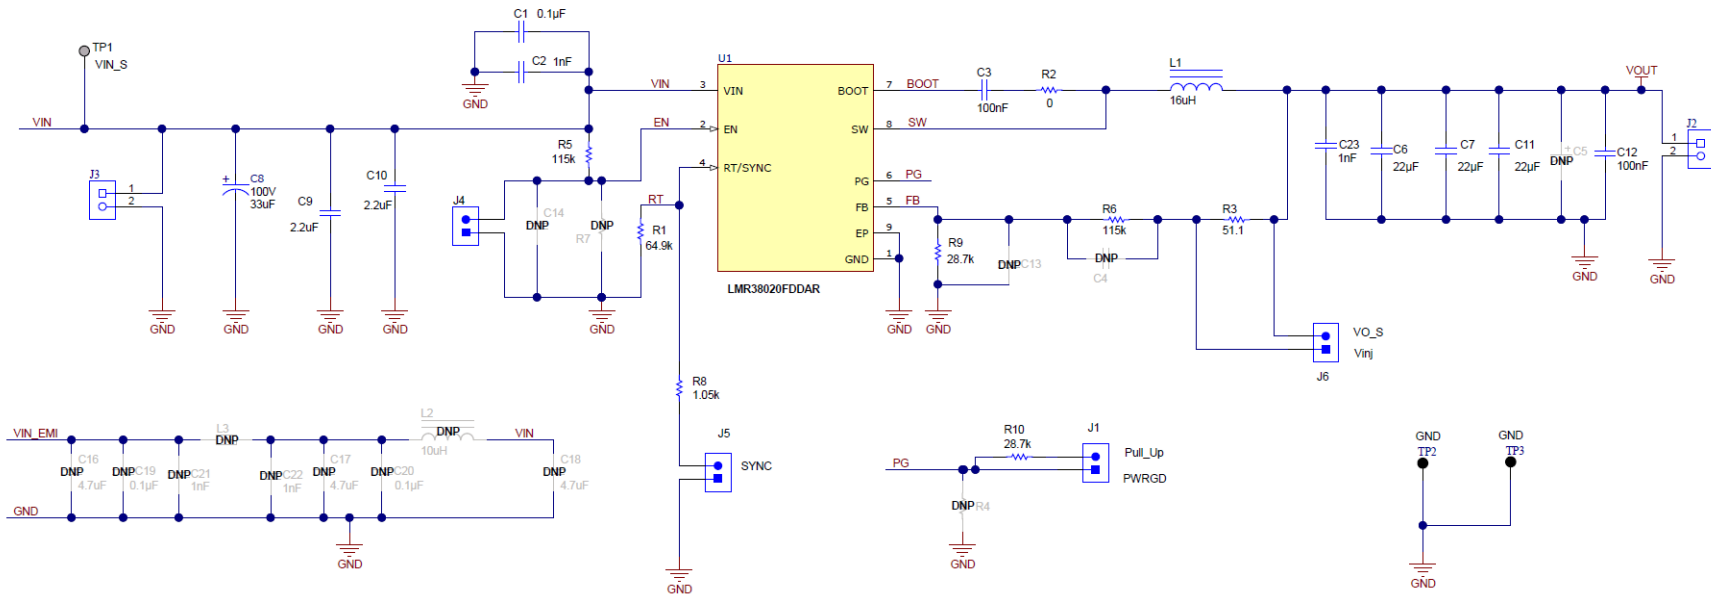 C1 0.1µF
TP1
VIN_S
C2 1nF
GND
U1
VIN
3
VIN
EN
2
EN
4
RT/SYNC
BOOT
7
BOOT
SW
8
SW
PG
6
PG
FB
5
FB
EP
9
GND
1
LMR38020FDDAR
C3
100nF
R2
0
L1
16uH
VOUT
J2
1
2
C23
1nF
C6
22µF
C7
22µF
C11
22µF
C5
DNP
+
C12
100nF
GND
GND
VIN
J3
1
2
GND
+
C8
100V
33uF
GND
C9
2.2uF
GND
C10
2.2uF
GND
R5
115k
J4
C14
DNP
DNP
R7
GND
RT
R1
64.9k
GND
R9
28.7k
GND
DNP C13
R6
115k
DNP
C4
R3
51.1
VO_S
Vinj
J6
R8
1.05k
J5
SYNC
GND
VIN_EMI
C16
DNP
4.7uF
C19
DNP
0.1µF
DNP C21
1nF
L3
DNP
DNP C22
1nF
C17
DNP
4.7uF
C20
DNP
0.1µF
L2
DNP
10uH
VIN
C18
DNP
4.7uF
GND
GND
PG
R10
28.7k
J1
Pull_Up
PWRGD
DNP R4
GND
GND
TP2
GND
TP3
GND